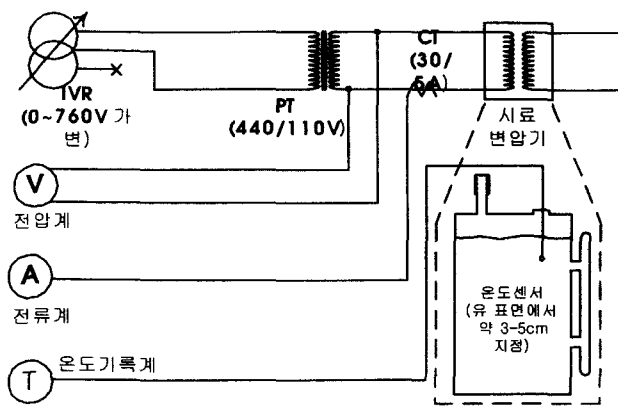 IVR
(0~760V 가
변)
PT
(440/110V)
CT
(30/
5A)
시료
변압기
V
전압계
A
전류계
T
온도기록계
온도센서
(유 표면에서
약 3-5cm
지점)